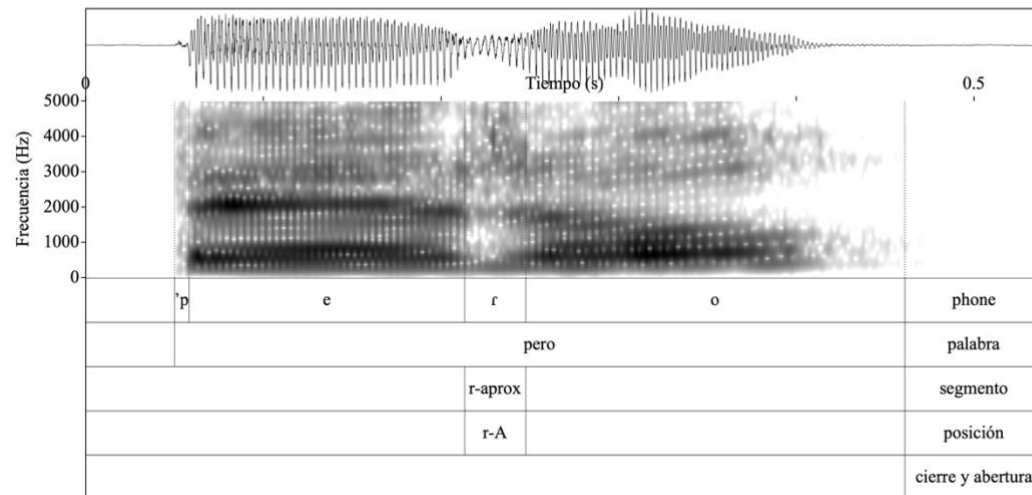 0 Tiempo (s) 0.5
5000
4000
3000
2000
1000
0
Frecuencia (Hz)
'p e ɾ o phone
pero palabra
r-aprox segmento
r-A posición
cierre y abertura